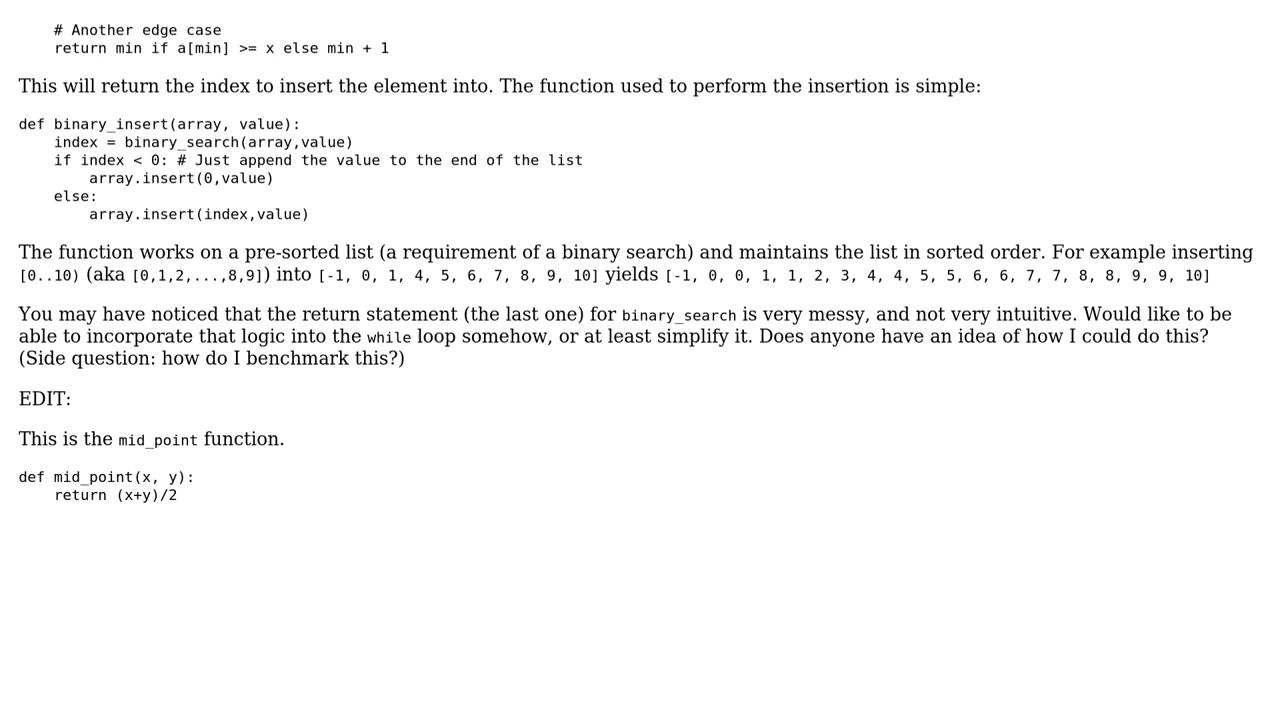 # Another edge case
    return min if a[min] >= x else min + 1
This will return the index to insert the element into. The function used to perform the insertion is simple:
def binary_insert(array, value):
    index = binary_search(array,value)
    if index < 0: # Just append the value to the end of the list
        array.insert(0,value)
    else:
        array.insert(index,value)
The function works on a pre-sorted list (a requirement of a binary search) and maintains the list in sorted order. For example inserting
[0..10) (aka [0,1,2,...,8,9]) into [-1, 0, 1, 4, 5, 6, 7, 8, 9, 10] yields [-1, 0, 0, 1, 1, 2, 3, 4, 4, 5, 5, 6, 6, 7, 7, 8, 8, 9, 9, 10]
You may have noticed that the return statement (the last one) for binary_search is very messy, and not very intuitive. Would like to be
able to incorporate that logic into the while loop somehow, or at least simplify it. Does anyone have an idea of how I could do this?
(Side question: how do I benchmark this?)
EDIT:
This is the mid_point function.
def mid_point(x, y):
    return (x+y)/2